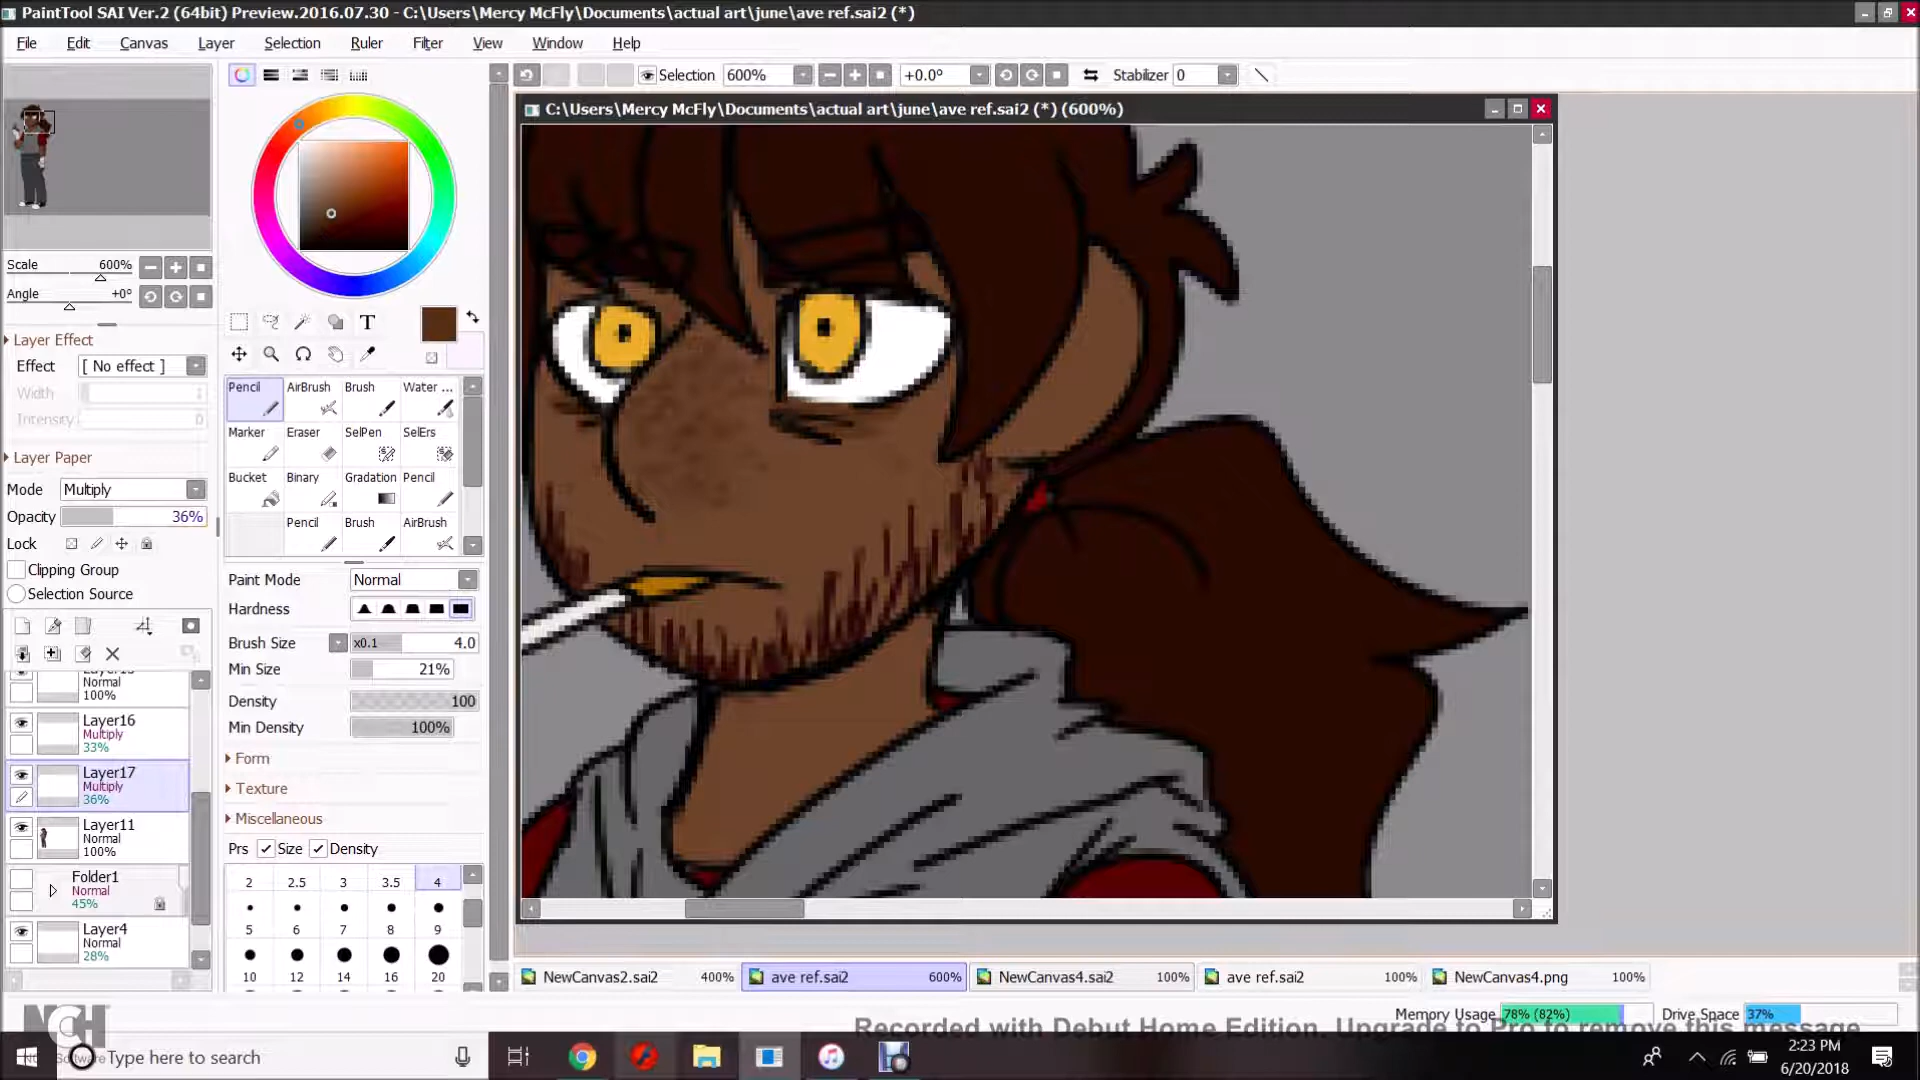 PaintTool SAI Ver.2 (64bit) Preview.2016.07.30 - C:\Users\Mercy McFly\Documents\actual art\june\ave ref.sai2 (*)
File Edit Canvas Layer Selection Ruler Filter View Window Help
Selection 600% +0.0° Stabilizer 0
C:\Users\Mercy McFly\Documents\actual art\june\ave ref.sai2 (*) (600%)
Scale 600%
Angle +0°
Layer Effect
Effect [ No effect ]
Width 1
Intensity 0
Layer Paper
Mode Multiply
Opacity 36%
Lock
Clipping Group
Selection Source
Normal
100%
Layer16
Multiply
33%
Layer17
Multiply
36%
Layer11
Normal
100%
Folder1
Normal
45%
Layer4
Normal
28%
T
Pencil AirBrush Brush Water ...
Marker Eraser SelPen SelErs
Bucket Binary Gradation Pencil
Pencil Brush AirBrush
Paint Mode Normal
Hardness
Brush Size x0.1 4.0
Min Size 21%
Density 100
Min Density 100%
Form
Texture
Miscellaneous
Prs Size Density
2 2.5 3 3.5 4
5 6 7 8 9
10 12 14 16 20
NewCanvas2.sai2 400% ave ref.sai2 600% NewCanvas4.sai2 100% ave ref.sai2 100% NewCanvas4.png 100%
Memory Usage 78% (82%) Drive Space 37%
Recorded with Debut Home Edition. Upgrade to Pro to remove this message
NCH
Software
Type here to search
2:23 PM
6/20/2018